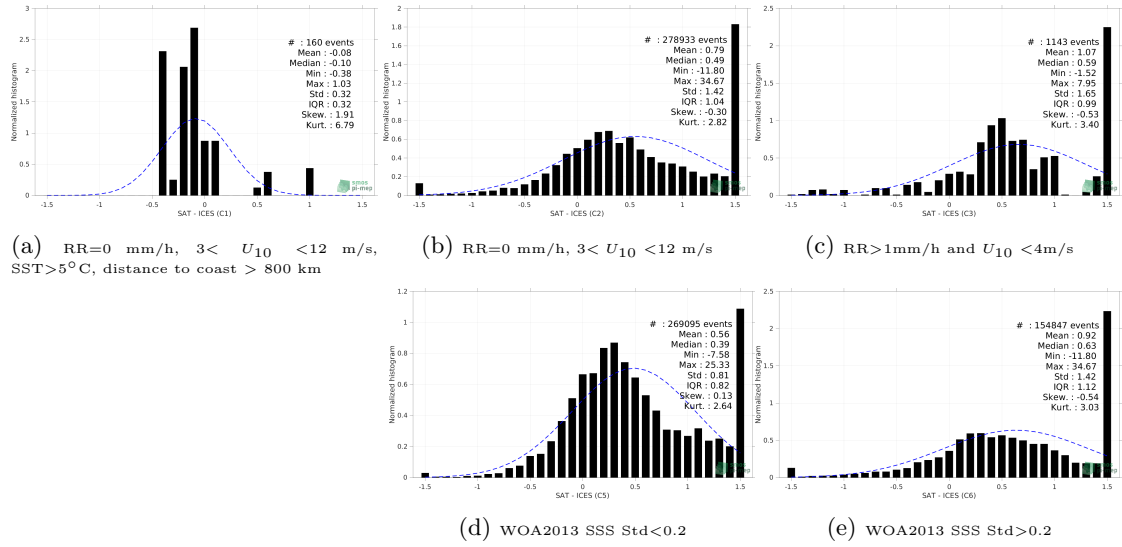 3
2.5
2
1.5
1
0.5
0
Normalized histogram
# : 160 events
Mean : -0.08
Median : -0.10
Min : -0.38
Max : 1.03
Std : 0.32
IQR : 0.32
Skew. : 1.91
Kurt. : 6.79
smos
pi-mep
-1.5 -1 -0.5 0 0.5 1 1.5
SAT - ICES (C1)
(a) RR=0 mm/h, 3< U10 <12 m/s,
SST>5°C, distance to coast > 800 km
2
1.8
1.6
1.4
1.2
1
0.8
0.6
0.4
0.2
0
Normalized histogram
# : 278933 events
Mean : 0.79
Median : 0.49
Min : -11.80
Max : 34.67
Std : 1.42
IQR : 1.04
Skew. : -0.30
Kurt. : 2.82
smos
pi-mep
-1.5 -1 -0.5 0 0.5 1 1.5
SAT - ICES (C2)
(b) RR=0 mm/h, 3< U10 <12 m/s
2.5
2
1.5
1
0.5
0
Normalized histogram
# : 1143 events
Mean : 1.07
Median : 0.59
Min : -1.52
Max : 7.95
Std : 1.65
IQR : 0.99
Skew. : -0.53
Kurt. : 3.40
smos
pi-mep
-1.5 -1 -0.5 0 0.5 1 1.5
SAT - ICES (C3)
(c) RR>1mm/h and U10 <4m/s
1.2
1
0.8
0.6
0.4
0.2
0
Normalized histogram
# : 269095 events
Mean : 0.56
Median : 0.39
Min : -7.58
Max : 25.33
Std : 0.81
IQR : 0.82
Skew. : 0.13
Kurt. : 2.64
smos
pi-mep
-1.5 -1 -0.5 0 0.5 1 1.5
SAT - ICES (C5)
(d) WOA2013 SSS Std<0.2
2.5
2
1.5
1
0.5
0
Normalized histogram
# : 154847 events
Mean : 0.92
Median : 0.63
Min : -11.80
Max : 34.67
Std : 1.42
IQR : 1.12
Skew. : -0.54
Kurt. : 3.03
smos
pi-mep
-1.5 -1 -0.5 0 0.5 1 1.5
SAT - ICES (C6)
(e) WOA2013 SSS Std>0.2